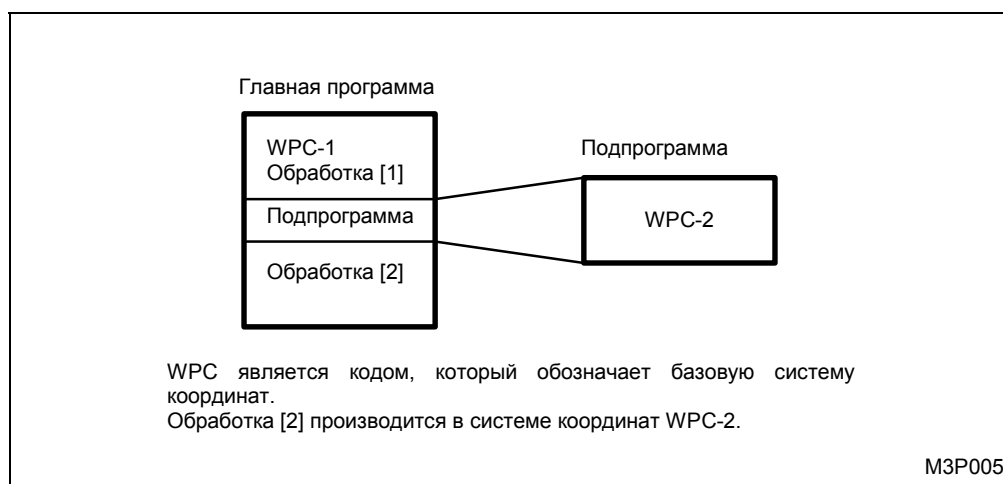 Главная программа
WPC-1
Обработка [1]
Подпрограмма
Обработка [2]
Подпрограмма
WPC-2
WPC является кодом, который обозначает базовую систему
координат.
Обработка [2] производится в системе координат WPC-2.
M3P005